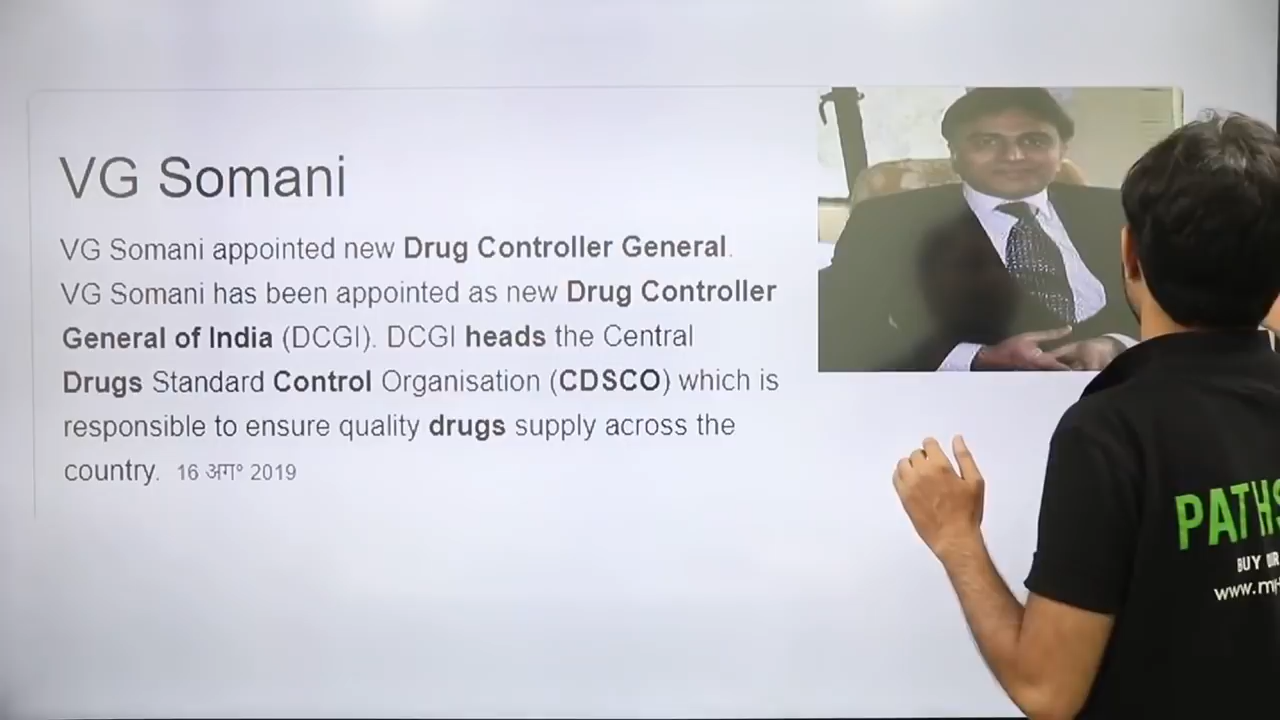 VG Somani
VG Somani appointed new Drug Controller General.
VG Somani has been appointed as new Drug Controller
General of India (DCGI). DCGI heads the Central
Drugs Standard Control Organisation (CDSCO) which is
responsible to ensure quality drugs supply across the
country. 16 अग॰ 2019
BUY